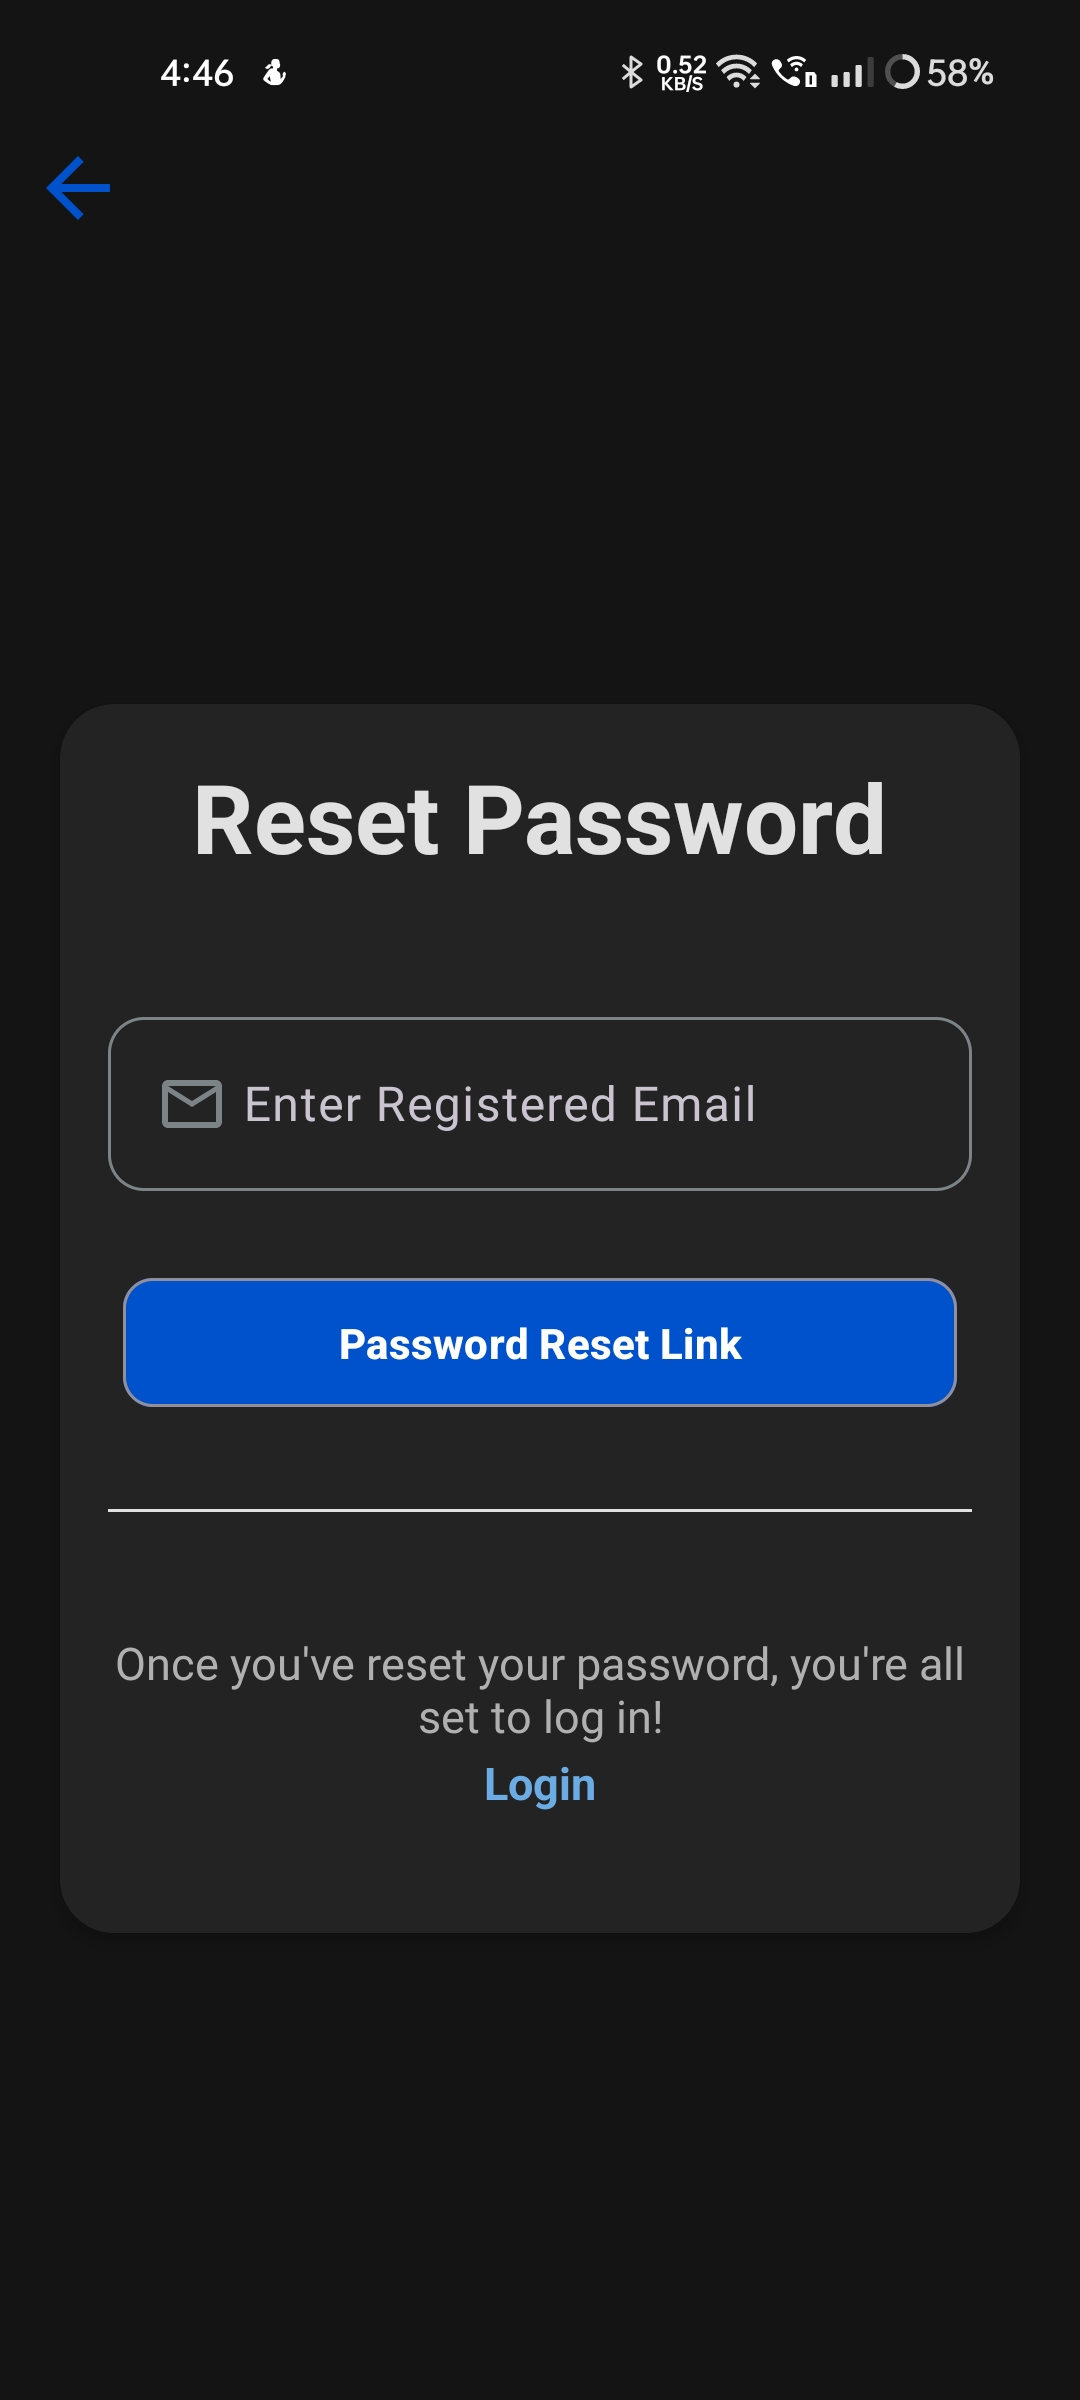 4:46
0.52
KB/S
58%
Reset Password
Enter Registered Email
Password Reset Link
Once you've reset your password, you're all
set to log in!
Login